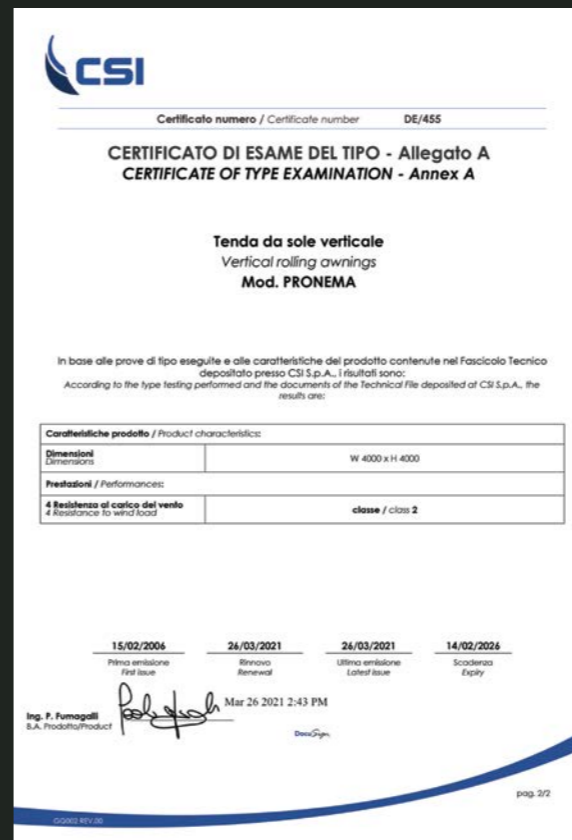 CSI
Certificato numero / Certificate number DE/455
CERTIFICATO DI ESAME DEL TIPO - Allegato A
CERTIFICATE OF TYPE EXAMINATION - Annex A
Tenda da sole verticale
Vertical rolling awnings
Mod. PRONEMA
In base alle prove di tipo eseguite e alle caratteristiche del prodotto contenute nel Fascicolo Tecnico
depositato presso CSI S.p.A., i risultati sono:
According to the type testing performed and the documents of the Technical File deposited at CSI S.p.A., the
results are:
Caratteristiche prodotto / Product characteristics:
Dimensioni
Dimensions
W 4000 x H 4000
Prestazioni / Performances:
4 Resistenza al carico del vento
4 Resistance to wind load
classe / class 2
15/02/2006 26/03/2021 26/03/2021 14/02/2026
Prima emissione Rinnovo Ultima emissione Scadenza
First issue Renewal Latest issue Expiry
Mar 26 2021 2:43 PM
Ing. P. Fumagalli
B.A. Prodotto/Product
DocuSign
pag. 2/2
GQ002 REV.00